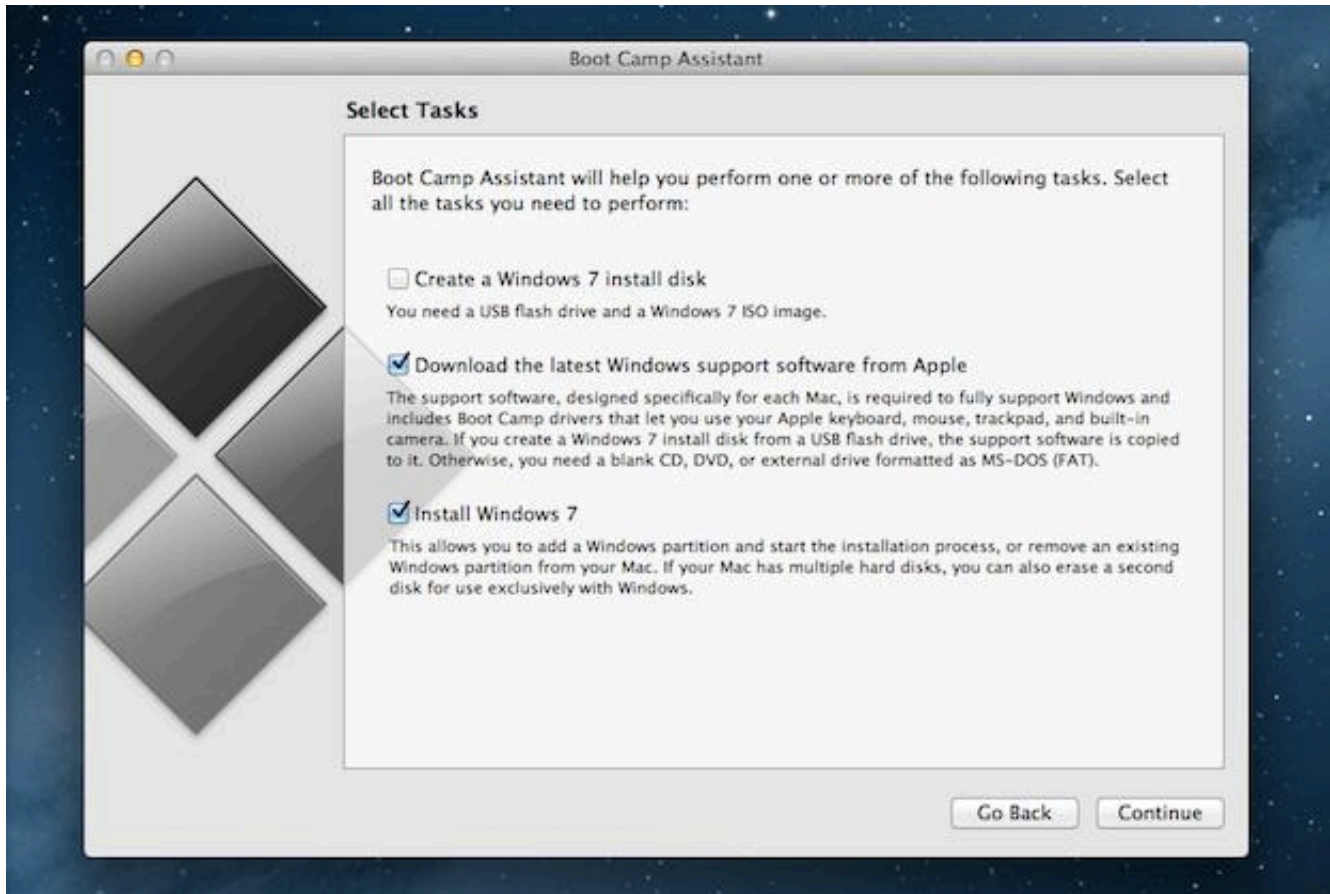 Boot Camp Assistant
Select Tasks
Boot Camp Assistant will help you perform one or more of the following tasks. Select
all the tasks you need to perform:
Create a Windows 7 install disk
You need a USB flash drive and a Windows 7 ISO image.
Download the latest Windows support software from Apple
The support software, designed specifically for each Mac, is required to fully support Windows and
includes Boot Camp drivers that let you use your Apple keyboard, mouse, trackpad, and built-in
camera. If you create a Windows 7 install disk from a USB flash drive, the support software is copied
to it. Otherwise, you need a blank CD, DVD, or external drive formatted as MS-DOS (FAT).
Install Windows 7
This allows you to add a Windows partition and start the installation process, or remove an existing
Windows partition from your Mac. If your Mac has multiple hard disks, you can also erase a second
disk for use exclusively with Windows.
Go Back
Continue